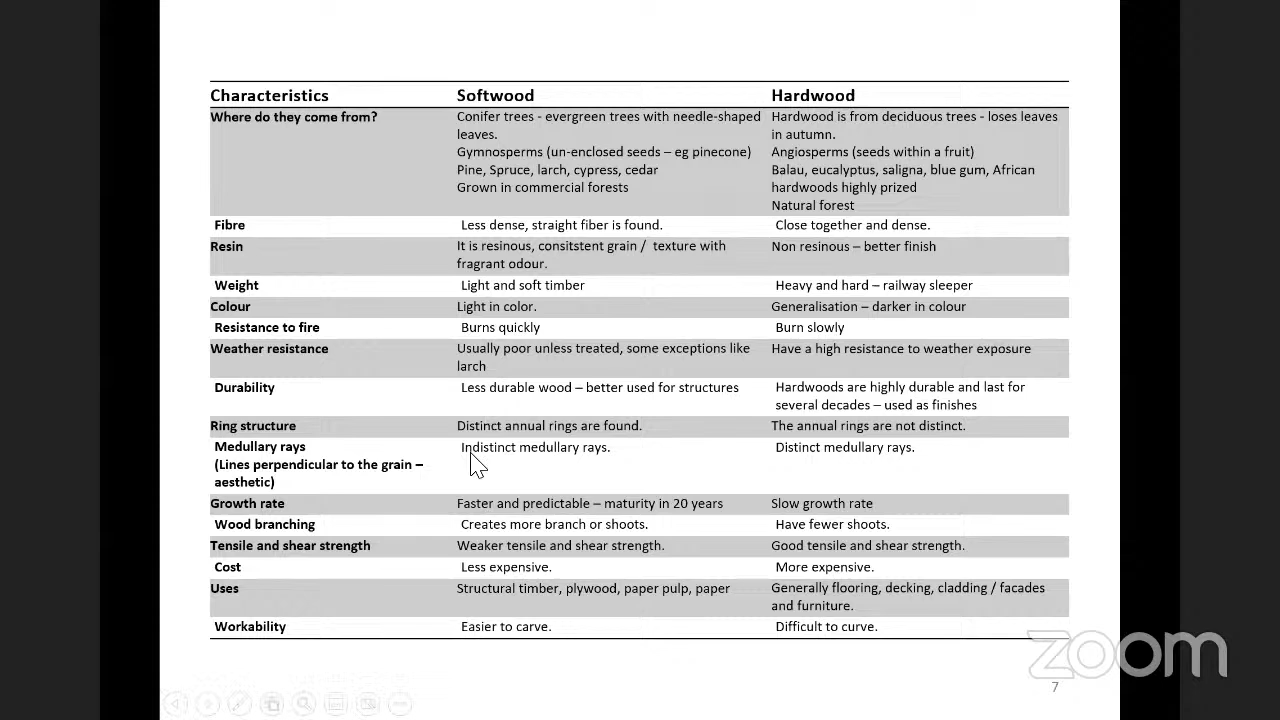 Characteristics Softwood Hardwood
Where do they come from? Conifer trees - evergreen trees with needle-shaped Hardwood is from deciduous trees - loses leaves
leaves. in autumn.
Gymnosperms (un-enclosed seeds – eg pinecone) Angiosperms (seeds within a fruit)
Pine, Spruce, larch, cypress, cedar Balau, eucalyptus, saligna, blue gum, African
Grown in commercial forests hardwoods highly prized
Natural forest
Fibre Less dense, straight fiber is found. Close together and dense.
Resin It is resinous, consitstent grain / texture with Non resinous – better finish
fragrant odour.
Weight Light and soft timber Heavy and hard – railway sleeper
Colour Light in color. Generalisation – darker in colour
Resistance to fire Burns quickly Burn slowly
Weather resistance Usually poor unless treated, some exceptions like Have a high resistance to weather exposure
larch
Durability Less durable wood – better used for structures Hardwoods are highly durable and last for
several decades – used as finishes
Ring structure Distinct annual rings are found. The annual rings are not distinct.
Medullary rays Indistinct medullary rays. Distinct medullary rays.
(Lines perpendicular to the grain –
aesthetic)
Growth rate Faster and predictable – maturity in 20 years Slow growth rate
Wood branching Creates more branch or shoots. Have fewer shoots.
Tensile and shear strength Weaker tensile and shear strength. Good tensile and shear strength.
Cost Less expensive. More expensive.
Uses Structural timber, plywood, paper pulp, paper Generally flooring, decking, cladding / facades
and furniture.
Workability Easier to carve. Difficult to curve.
zoom
7